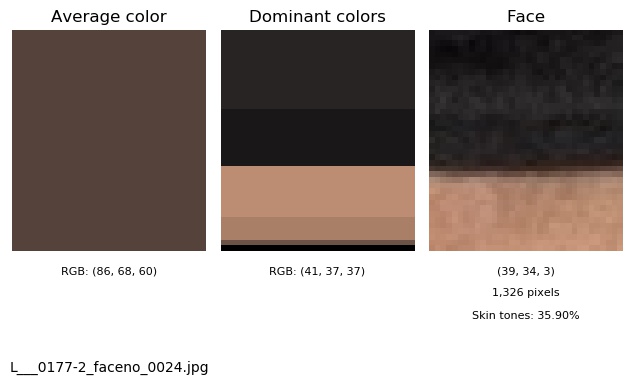 Average color
Dominant colors
Face
RGB: (86, 68, 60)
RGB: (41, 37, 37)
(39, 34, 3)
1,326 pixels
Skin tones: 35.90%
L___0177-2_faceno_0024.jpg